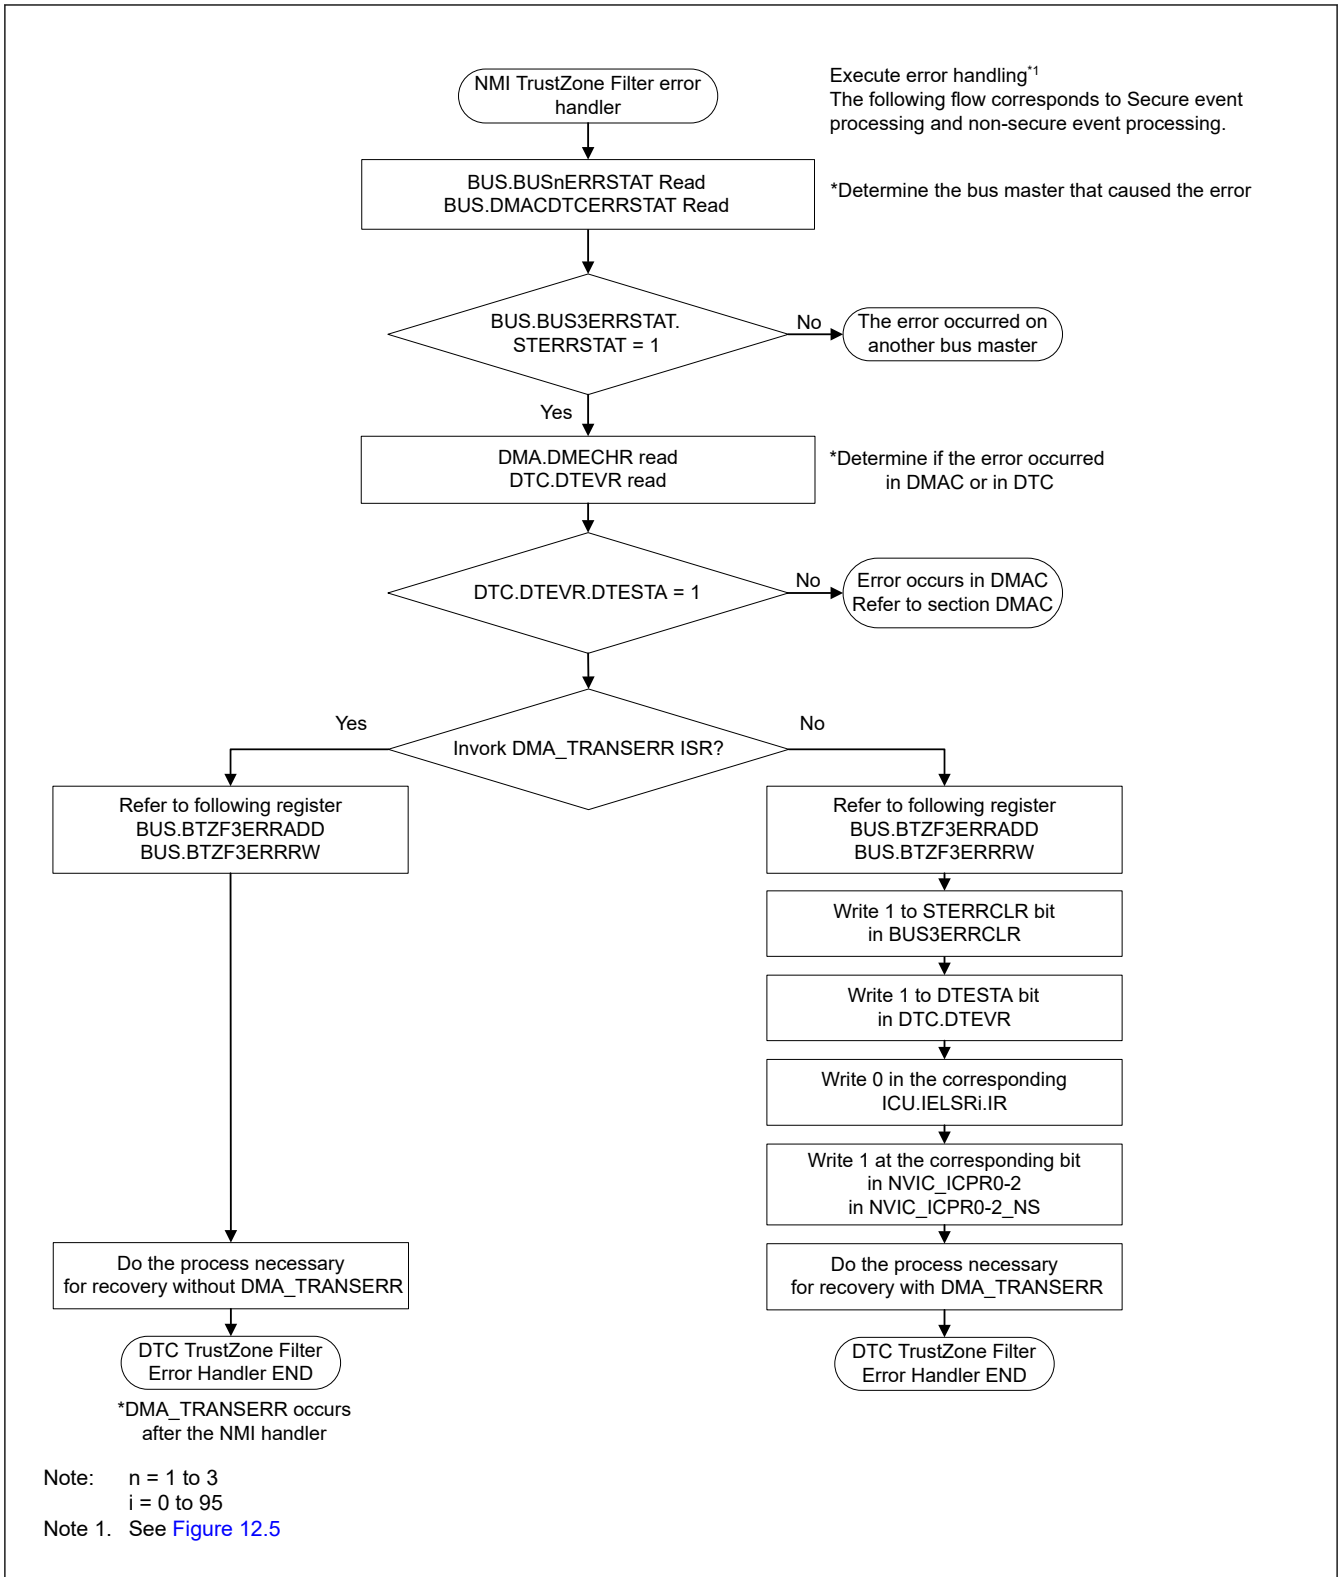 NMI TrustZone Filter error
handler
Execute error handling*1
The following flow corresponds to Secure event
processing and non-secure event processing.
BUS.BUSnERRSTAT Read
BUS.DMACDTCERRSTAT Read
*Determine the bus master that caused the error
BUS.BUS3ERRSTAT.
STERRSTAT = 1
No
The error occurred on
another bus master
Yes
DMA.DMECHR read
DTC.DTEVR read
*Determine if the error occurred
in DMAC or in DTC
DTC.DTEVR.DTESTA = 1
No
Error occurs in DMAC
Refer to section DMAC
Yes
Invork DMA_TRANSERR ISR?
No
Refer to following register
BUS.BTZF3ERRADD
BUS.BTZF3ERRRW
Refer to following register
BUS.BTZF3ERRADD
BUS.BTZF3ERRRW
Write 1 to STERRCLR bit
in BUS3ERRCLR
Write 1 to DTESTA bit
in DTC.DTEVR
Write 0 in the corresponding
ICU.IELSRi.IR
Write 1 at the corresponding bit
in NVIC_ICPR0-2
in NVIC_ICPR0-2_NS
Do the process necessary
for recovery without DMA_TRANSERR
Do the process necessary
for recovery with DMA_TRANSERR
DTC TrustZone Filter
Error Handler END
DTC TrustZone Filter
Error Handler END
*DMA_TRANSERR occurs
after the NMI handler
Note: n = 1 to 3
i = 0 to 95
Note 1. See Figure 12.5